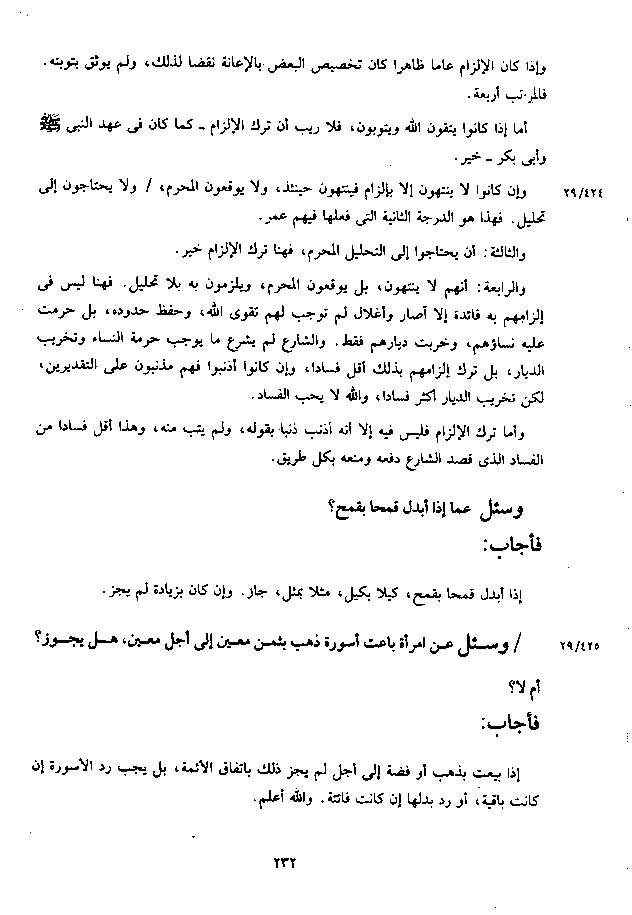 وإذا كان الإلزام عاما ظاهرا كان تخصيص البعض بالإعانة نقضا لذلك، ولم يوثق بتوبته.
فالمراتب أربعة.
أما إذا كانوا يتقون الله ويتوبون، فلا ريب أن ترك الإلزام ـ كما كان فى عهد النبى ﷺ
وأبى بكر ـ خير.
٢٩/٤٢٤ وإن كانوا لا ينتهون إلا بإلزام فينتهون حينئذ، ولا يوقعون المحرم، / ولا يحتاجون إلى
تحليل. فهذا هو الدرجة الثانية التى فعلها فيهم عمر.
والثالثة: أن يحتاجوا إلى التحليل المحرم، فهنا ترك الإلزام خير.
والرابعة: أنهم لا ينتهون، بل يوقعون المحرم، ويلزمون به بلا تحليل. فهنا ليس فى
إلزامهم به فائدة إلا آصار وأغلال لم توجب لهم تقوى الله، وحفظ حدوده، بل حرمت
عليه نساؤهم، وخربت ديارهم فقط. والشارع لم يشرع ما يوجب حرمة النساء وتخريب
الديار، بل ترك إلزامهم بذلك أقل فسادا، وإن كانوا أذنبوا فهم مذنبون على التقديرين،
لكن تخريب الديار أكثر فسادا، والله لا يحب الفساد.
وأما ترك الإلزام فليس فيه إلا أنه أذنب ذنبا بقوله، ولم يتب منه، وهذا أقل فسادا من
الفساد الذى قصد الشارع دفعه ومنعه بكل طريق.
وسئل عما إذا أبدل قمحا بقمح؟
فأجاب:
إذا أبدل قمحا بقمح، كيلا بكيل، مثلا بمثل، جاز. وإن كان بزيادة لم يجز.
٢٩/٤٢٥ / وسئل عن امرأة باعت أسورة ذهب بثمن معين إلى أجل معين، هل يجوز؟
أم لا؟
فأجاب:
إذا بيعت بذهب أو فضة إلى أجل لم يجز ذلك باتفاق الأئمة، بل يجب رد الأسورة إن
كانت باقية، أو رد بدلها إن كانت فائتة. والله أعلم.
٢٣٢